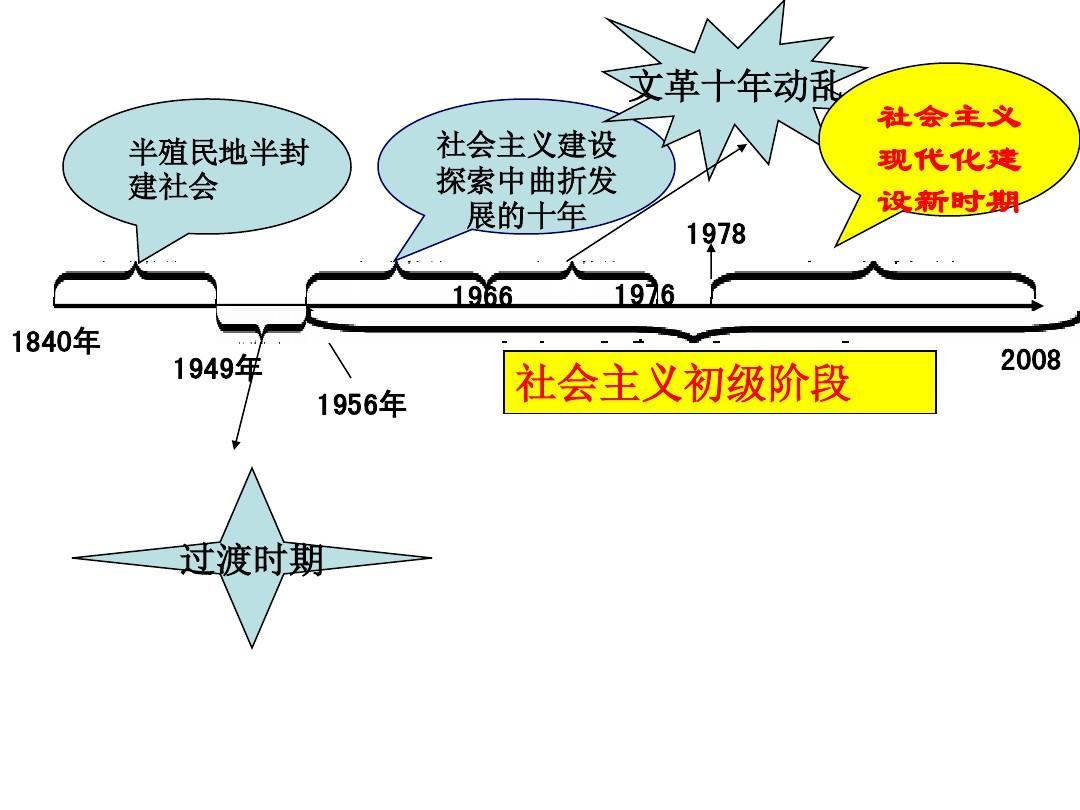 文革十年动乱
半殖民地半封
建社会
社会主义建设
探索中曲折发
展的十年
社会主义
现代化建
设新时期
1978
1966
1976
1840年
1949年
1956年
2008
社会主义初级阶段
过渡时期